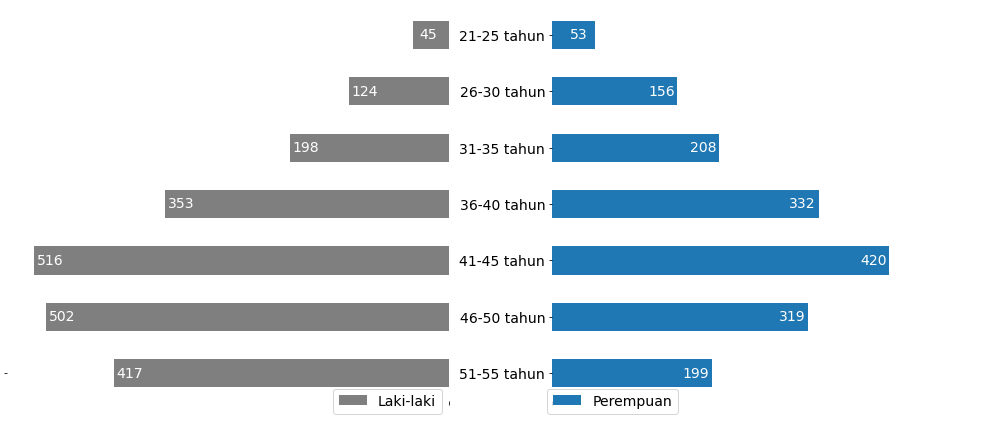 45 21-25 tahun 53
124 26-30 tahun 156
198 31-35 tahun 208
353 36-40 tahun 332
516 41-45 tahun 420
502 46-50 tahun 319
417 51-55 tahun 199
Laki-laki Perempuan